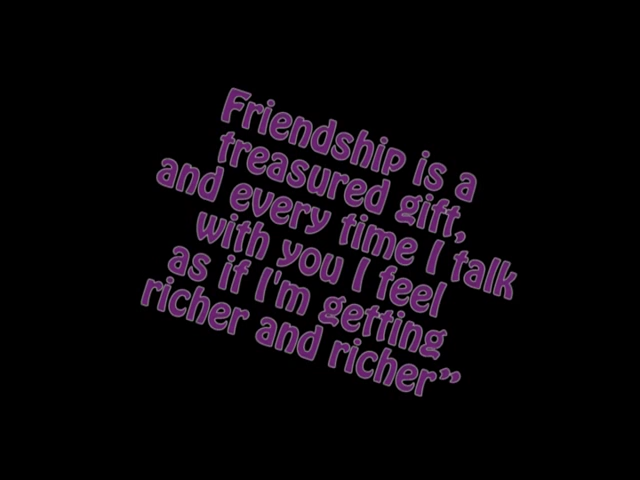 Friendship is a
treasured gift,
and every time I talk
with you I feel
as if I'm getting
richer and richer”